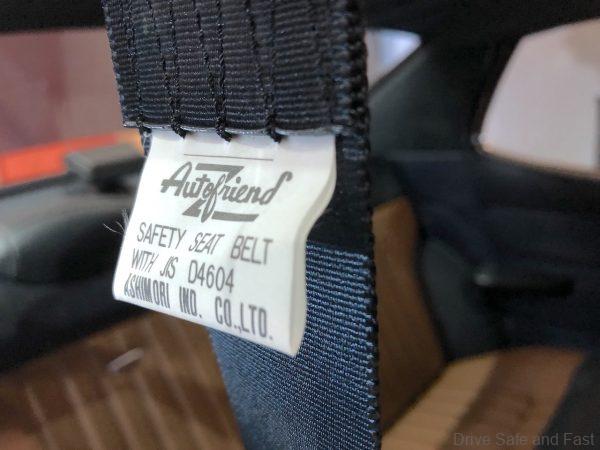 Autofriend
SAFETY SEAT BELT
WITH JIS D4604
ASHIMORI IND. CO.,LTD.
Drive Safe and Fast